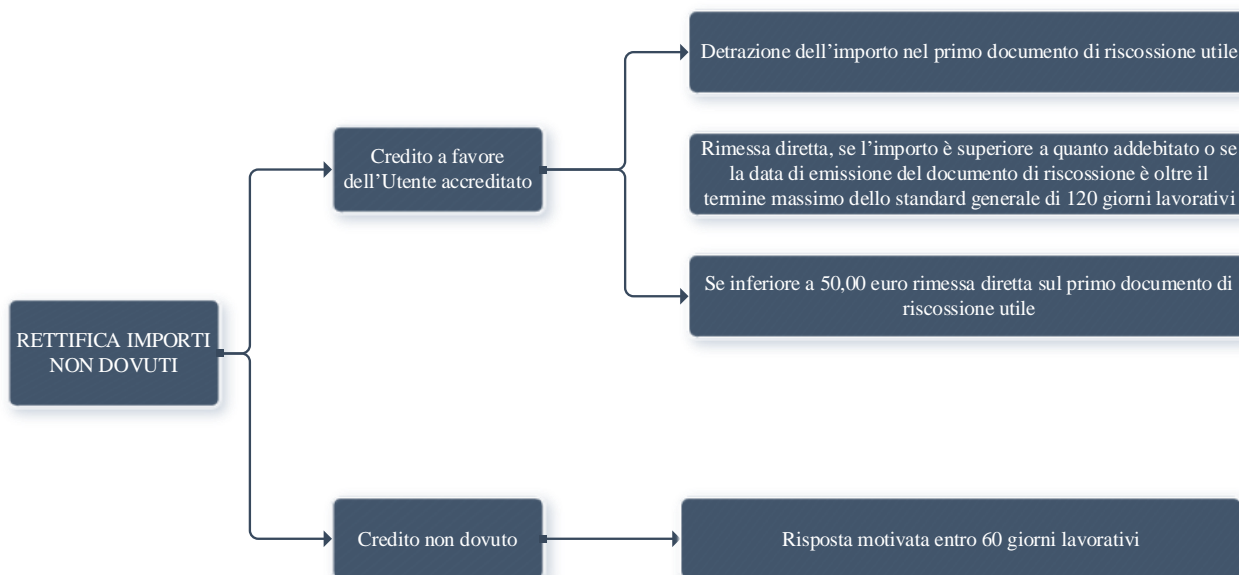 Detrazione dell’importo nel primo documento di riscossione utile
Credito a favore
dell’Utente accreditato
Rimessa diretta, se l’importo è superiore a quanto addebitato o se
la data di emissione del documento di riscossione è oltre il
termine massimo dello standard generale di 120 giorni lavorativi
Se inferiore a 50,00 euro rimessa diretta sul primo documento di
riscossione utile
RETTIFICA IMPORTI
NON DOVUTI
Credito non dovuto
Risposta motivata entro 60 giorni lavorativi